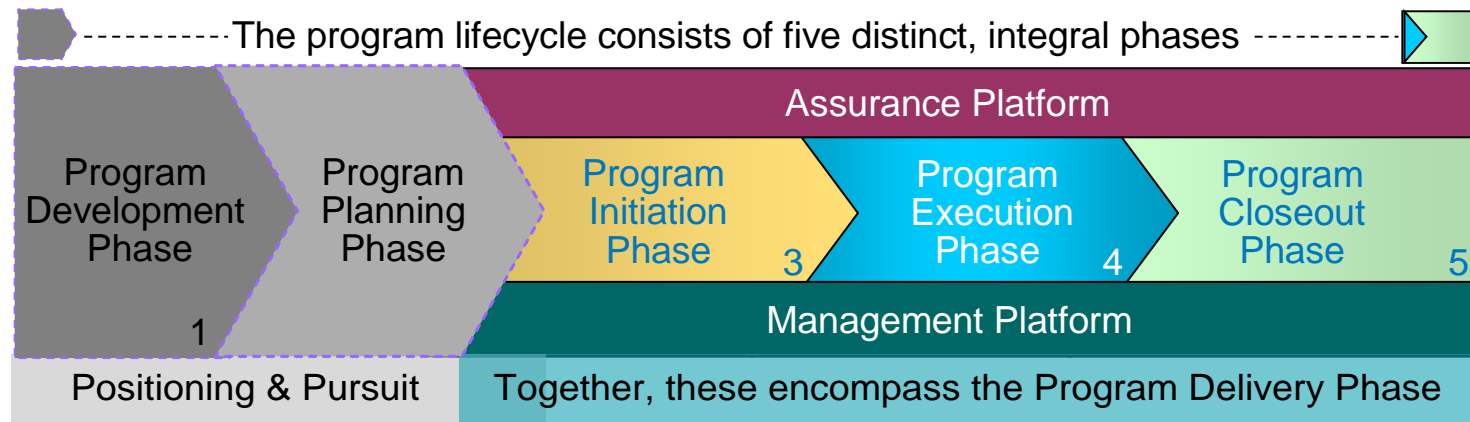 The program lifecycle consists of five distinct, integral phases
Assurance Platform
Program
Development
Phase
1
Program
Planning
Phase
Program
Initiation
Phase
3
Program
Execution
Phase
4
Program
Closeout
Phase
5
Management Platform
Positioning & Pursuit
Together, these encompass the Program Delivery Phase